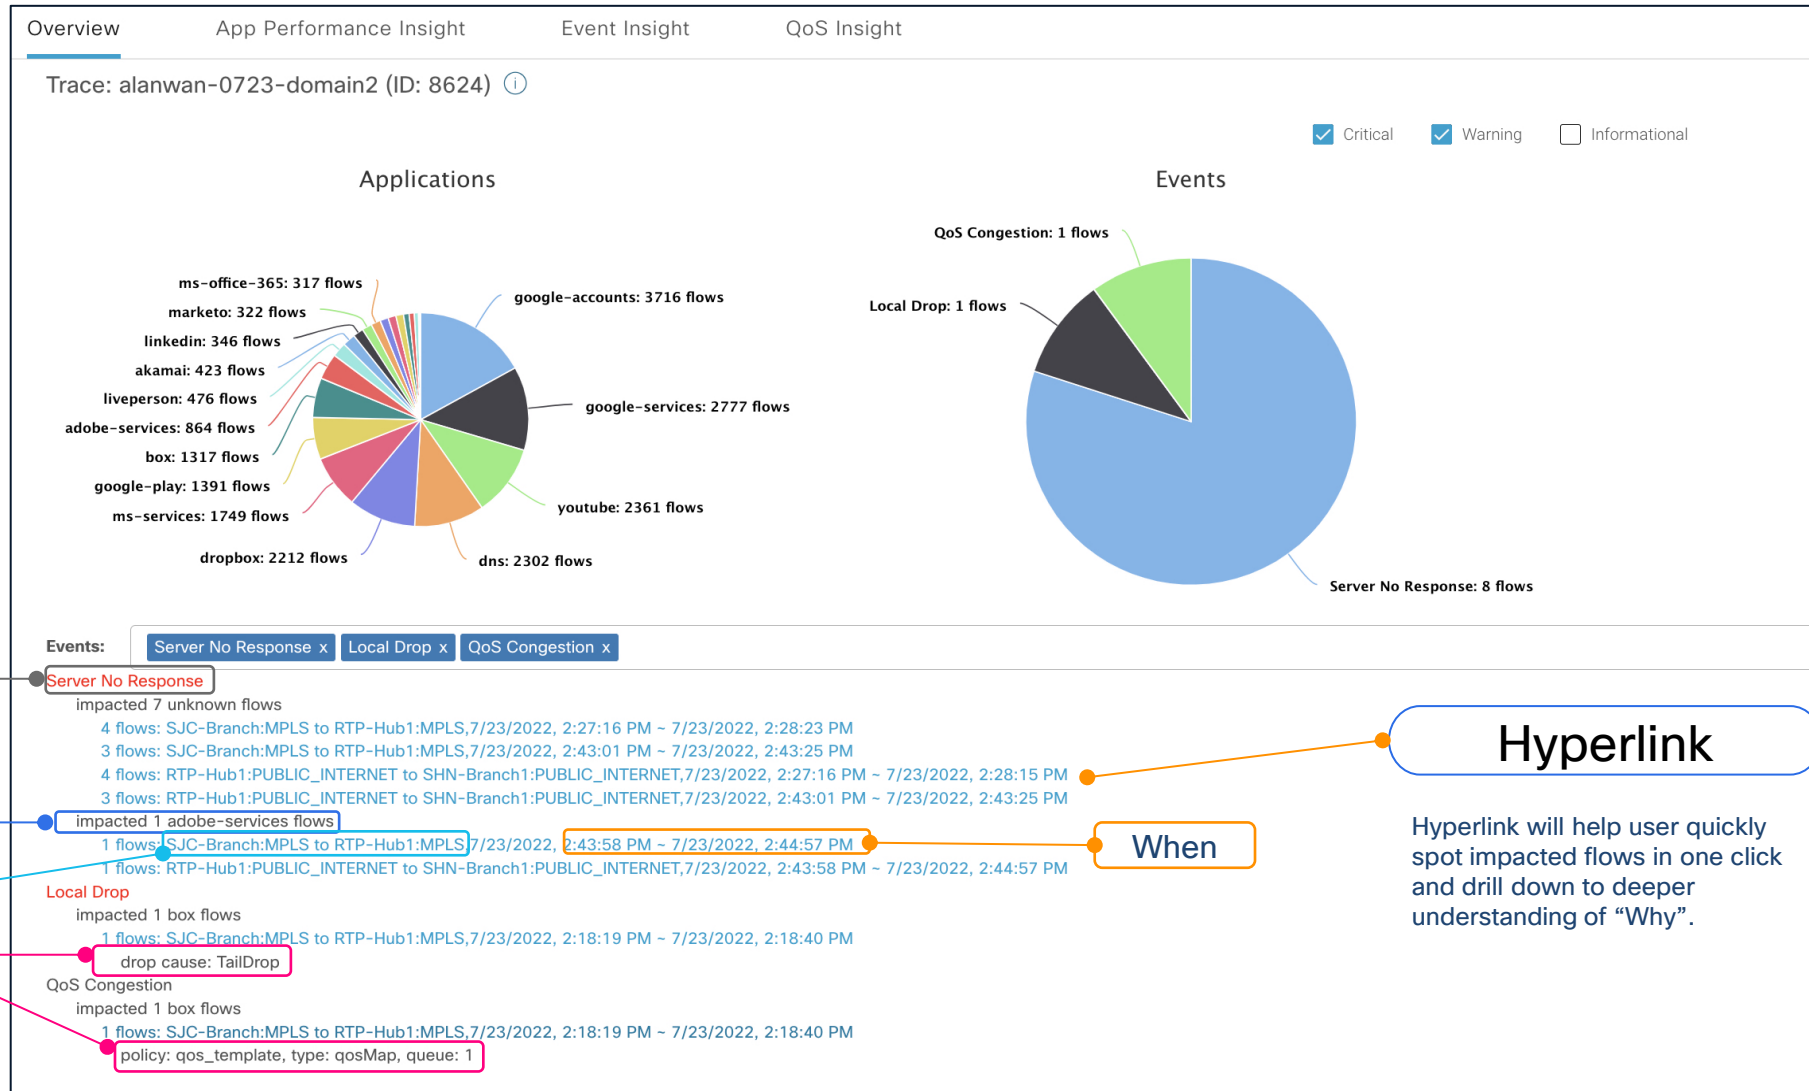 Overview
App Performance Insight
Event Insight
QoS Insight
Trace: alanwan-0723-domain2 (ID: 8624) i
Critical
Warning
Informational
Applications
ms-office-365: 317 flows
marketo: 322 flows
linkedin: 346 flows
akamai: 423 flows
liveperson: 476 flows
adobe-services: 864 flows
box: 1317 flows
google-play: 1391 flows
ms-services: 1749 flows
dropbox: 2212 flows
google-accounts: 3716 flows
google-services: 2777 flows
youtube: 2361 flows
dns: 2302 flows
Events
QoS Congestion: 1 flows
Local Drop: 1 flows
Server No Response: 8 flows
Events:
Server No Response x
Local Drop x
QoS Congestion x
Server No Response
impacted 7 unknown flows
4 flows: SJC-Branch:MPLS to RTP-Hub1:MPLS,7/23/2022, 2:27:16 PM ~ 7/23/2022, 2:28:23 PM
3 flows: SJC-Branch:MPLS to RTP-Hub1:MPLS,7/23/2022, 2:43:01 PM ~ 7/23/2022, 2:43:25 PM
4 flows: RTP-Hub1:PUBLIC_INTERNET to SHN-Branch1:PUBLIC_INTERNET,7/23/2022, 2:27:16 PM ~ 7/23/2022, 2:28:15 PM
3 flows: RTP-Hub1:PUBLIC_INTERNET to SHN-Branch1:PUBLIC_INTERNET,7/23/2022, 2:43:01 PM ~ 7/23/2022, 2:43:25 PM
impacted 1 adobe-services flows
1 flows: SJC-Branch:MPLS to RTP-Hub1:MPLS,7/23/2022, 2:43:58 PM ~ 7/23/2022, 2:44:57 PM
1 flows: RTP-Hub1:PUBLIC_INTERNET to SHN-Branch1:PUBLIC_INTERNET,7/23/2022, 2:43:58 PM ~ 7/23/2022, 2:44:57 PM
Local Drop
impacted 1 box flows
1 flows: SJC-Branch:MPLS to RTP-Hub1:MPLS,7/23/2022, 2:18:19 PM ~ 7/23/2022, 2:18:40 PM
drop cause: TailDrop
QoS Congestion
impacted 1 box flows
1 flows: SJC-Branch:MPLS to RTP-Hub1:MPLS,7/23/2022, 2:18:19 PM ~ 7/23/2022, 2:18:40 PM
policy: qos_template, type: qosMap, queue: 1
When
Hyperlink
Hyperlink will help user quickly
spot impacted flows in one click
and drill down to deeper
understanding of “Why”.